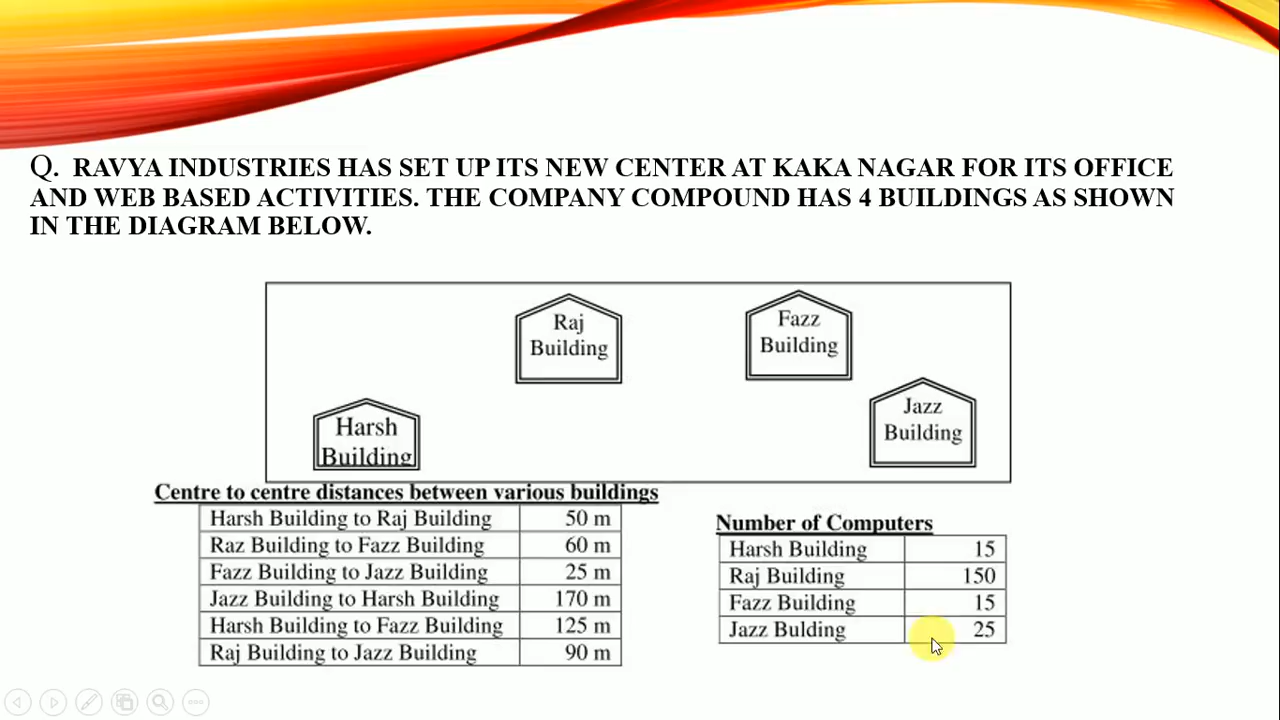 Q. RAVYA INDUSTRIES HAS SET UP ITS NEW CENTER AT KAKA NAGAR FOR ITS OFFICE
AND WEB BASED ACTIVITIES. THE COMPANY COMPOUND HAS 4 BUILDINGS AS SHOWN
IN THE DIAGRAM BELOW.
Raj
Building
Fazz
Building
Harsh
Building
Jazz
Building
Centre to centre distances between various buildings
Harsh Building to Raj Building 50 m
Raz Building to Fazz Building 60 m
Fazz Building to Jazz Building 25 m
Jazz Building to Harsh Building 170 m
Harsh Building to Fazz Building 125 m
Raj Building to Jazz Building 90 m
Number of Computers
Harsh Building 15
Raj Building 150
Fazz Building 15
Jazz Bulding 25